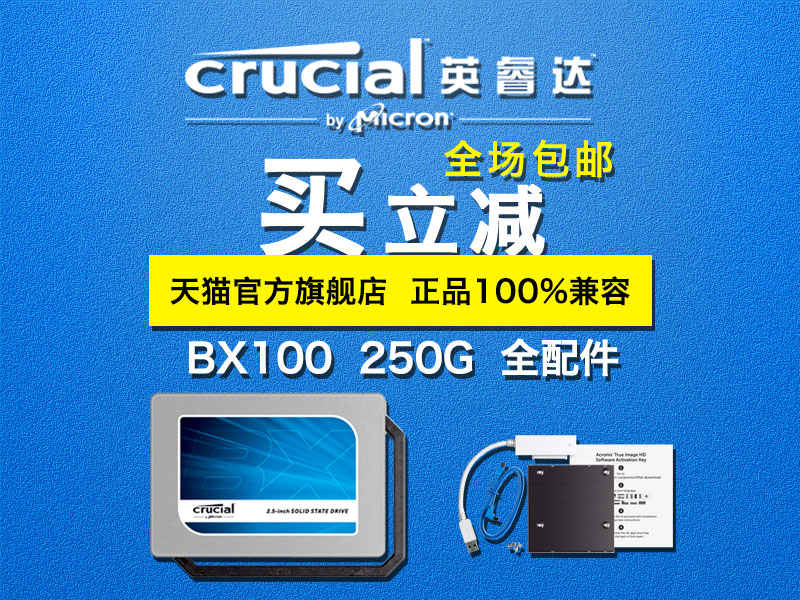 crucial 英睿达
by Micron
全场包邮
买立减
天猫官方旗舰店 正品100%兼容
BX100 250G 全配件
crucial
by Micron
2.5-inch SOLID STATE DRIVE
Acronis True Image HD
Software Activation Key